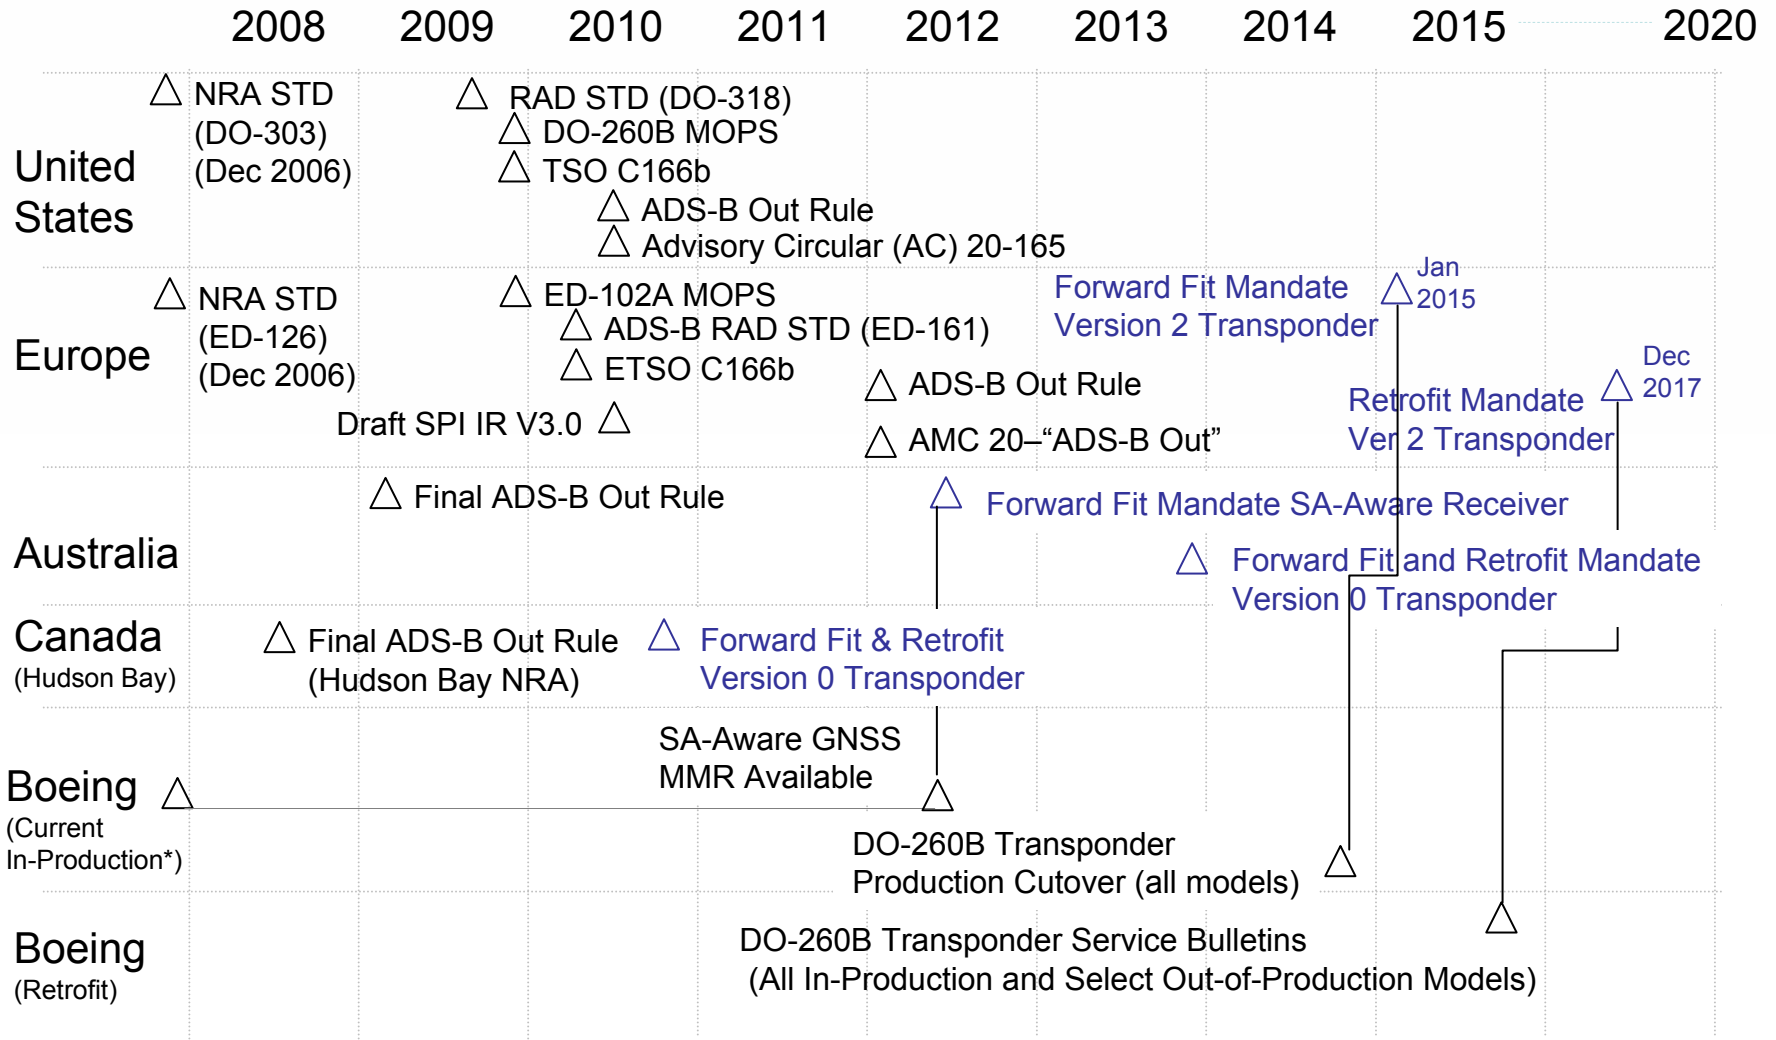 2008 2009 2010 2011 2012 2013 2014 2015 2020
United
States
NRA STD
(DO-303)
(Dec 2006)
RAD STD (DO-318)
DO-260B MOPS
TSO C166b
ADS-B Out Rule
Advisory Circular (AC) 20-165
Europe
NRA STD
(ED-126)
(Dec 2006)
ED-102A MOPS
ADS-B RAD STD (ED-161)
ETSO C166b
Draft SPI IR V3.0
ADS-B Out Rule
AMC 20–“ADS-B Out”
Forward Fit Mandate
Version 2 Transponder
Jan
2015
Retrofit Mandate
Ver 2 Transponder
Dec
2017
Australia
Final ADS-B Out Rule
Forward Fit Mandate SA-Aware Receiver
Forward Fit and Retrofit Mandate
Version 0 Transponder
Canada
(Hudson Bay)
Final ADS-B Out Rule
(Hudson Bay NRA)
Forward Fit & Retrofit
Version 0 Transponder
Boeing
(Current
In-Production*)
SA-Aware GNSS
MMR Available
DO-260B Transponder
Production Cutover (all models)
Boeing
(Retrofit)
DO-260B Transponder Service Bulletins
(All In-Production and Select Out-of-Production Models)